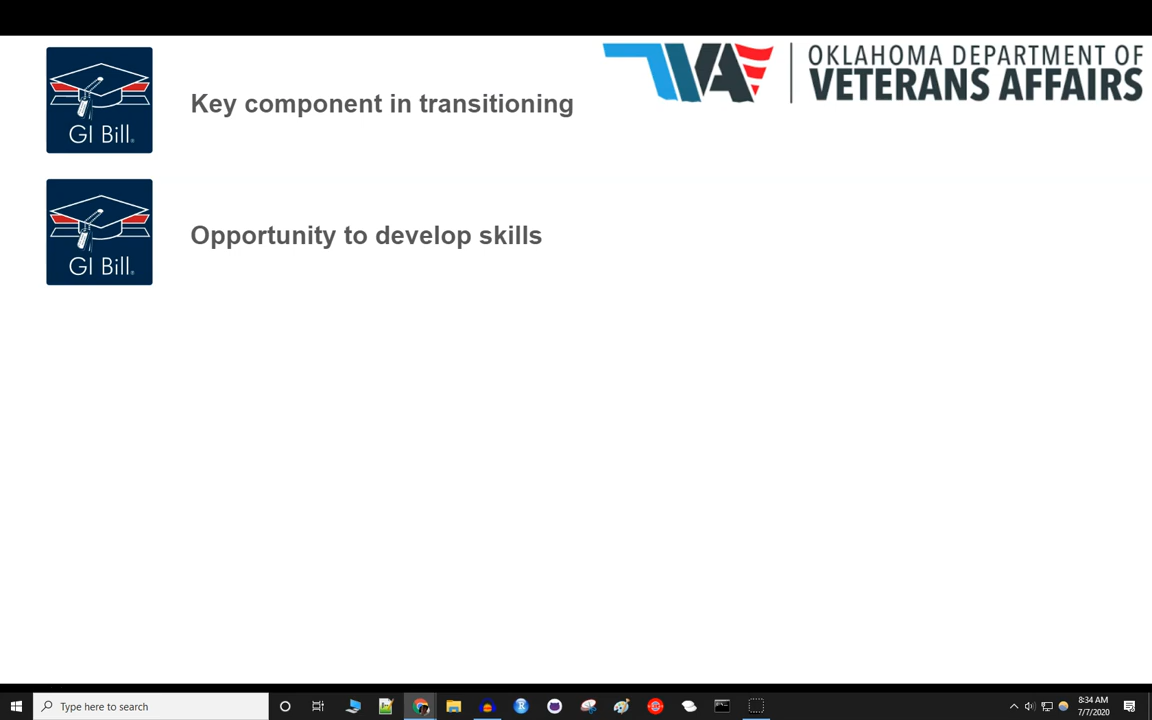 GI Bill®
Key component in transitioning
OKLAHOMA DEPARTMENT OF
VETERANS AFFAIRS
GI Bill®
Opportunity to develop skills
Type here to search
8:34 AM
7/7/2020